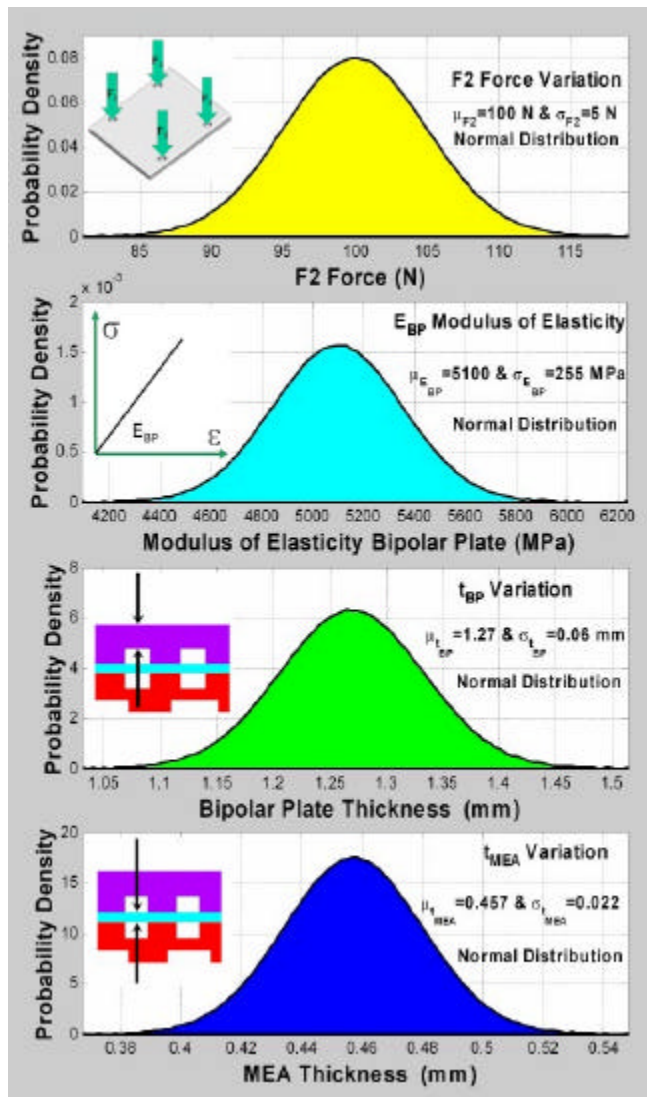 Probability Density
0.08
0.06
0.04
0.02
0
F2 Force Variation
μF2=100 N & σF2=5 N
Normal Distribution
85 90 95 100 105 110 115
F2 Force (N)
× 10⁻³
Probability Density
2
1.5
1
0.5
0
σ
EBP
ε
EBP Modulus of Elasticity
μEBP=5100 & σEBP=255 MPa
Normal Distribution
4200 4400 4600 4800 5000 5200 5400 5600 5800 6000 6200
Modulus of Elasticity Bipolar Plate (MPa)
Probability Density
8
6
4
2
0
tBP Variation
μtBP=1.27 & σtBP=0.06 mm
Normal Distribution
1.05 1.1 1.15 1.2 1.25 1.3 1.35 1.4 1.45 1.5
Bipolar Plate Thickness (mm)
Probability Density
20
15
10
5
0
tMEA Variation
μtMEA=0.457 & σtMEA=0.022
Normal Distribution
0.38 0.4 0.42 0.44 0.46 0.48 0.5 0.52 0.54
MEA Thickness (mm)